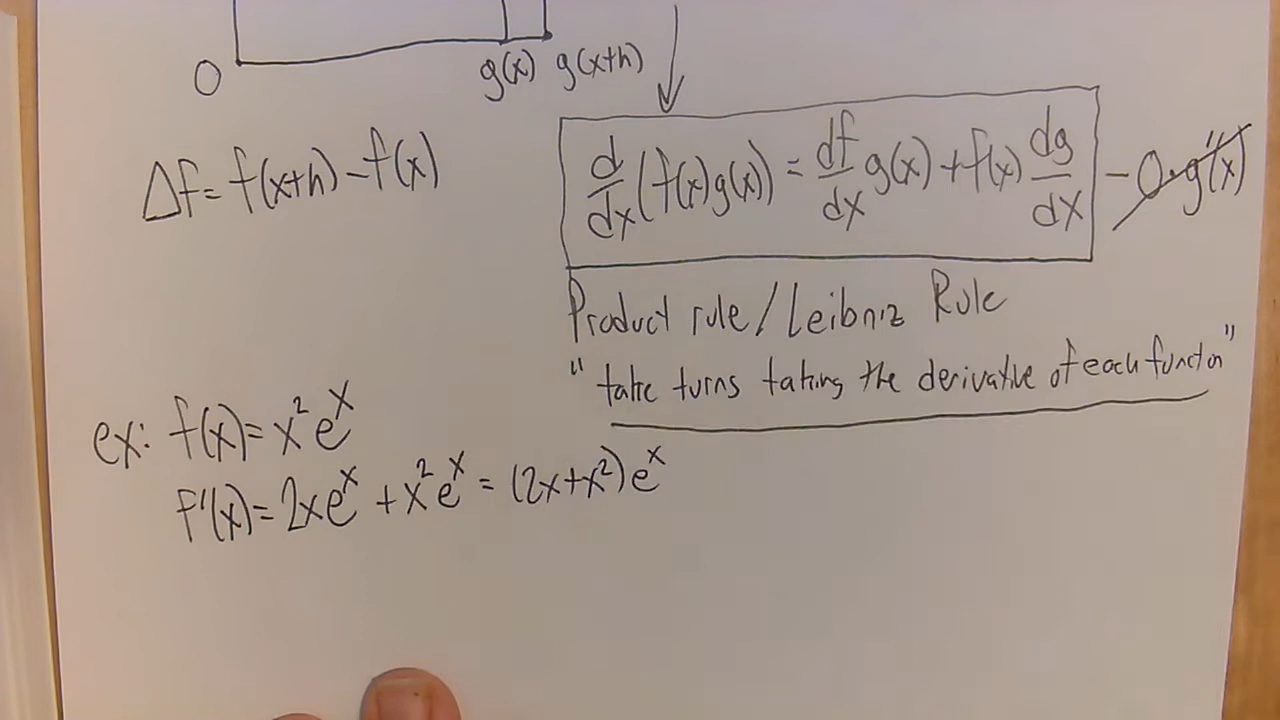 0
g(x) g(x+h)
Δf = f(x+h) - f(x)
d/dx (f(x)g(x)) = df/dx g(x) + f(x) dg/dx - 0·g'(x)
Product rule / Leibniz Rule
"take turns taking the derivative of each functon"
ex: f(x) = x²eˣ
f'(x) = 2xeˣ + x²eˣ = (2x+x²)eˣ